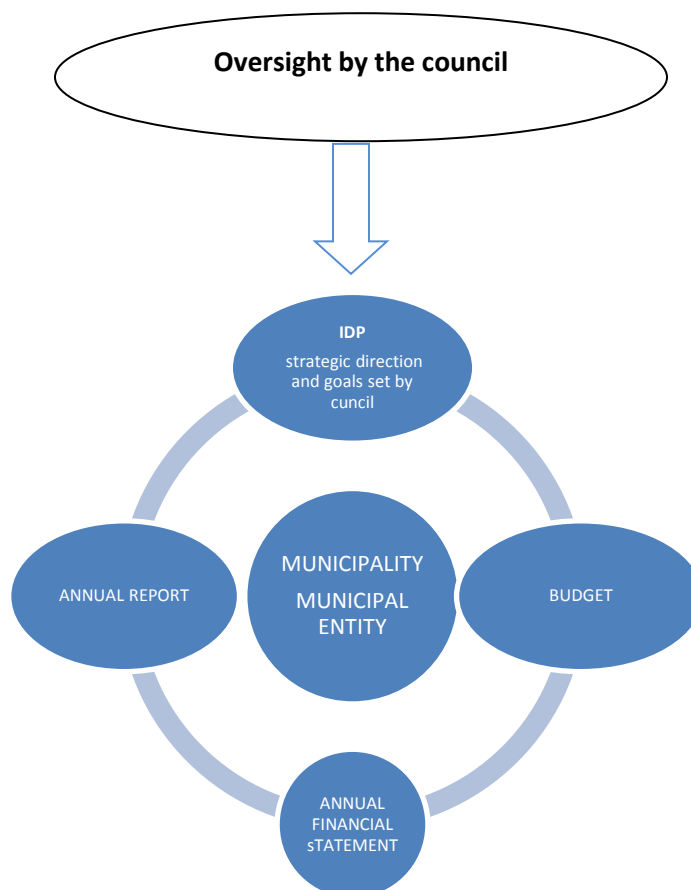 Oversight by the council
IDP
strategic direction
and goals set by
cuncil
ANNUAL REPORT
MUNICIPALITY
MUNICIPAL
ENTITY
BUDGET
ANNUAL
FINANCIAL
sTATEMENT